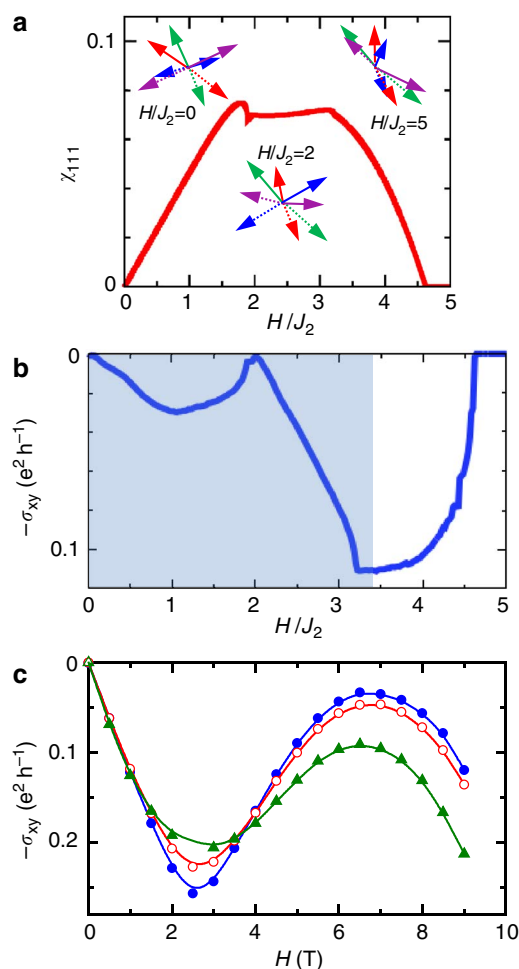 a
0.1
χ111
0
H/J2=0
H/J2=5
H/J2=2
0 1 2 3 4 5
H/J2
b
0
0.1
−σxy (e² h⁻¹)
0 1 2 3 4 5
H/J2
c
0
0.1
0.2
−σxy (e² h⁻¹)
0 2 4 6 8 10
H (T)